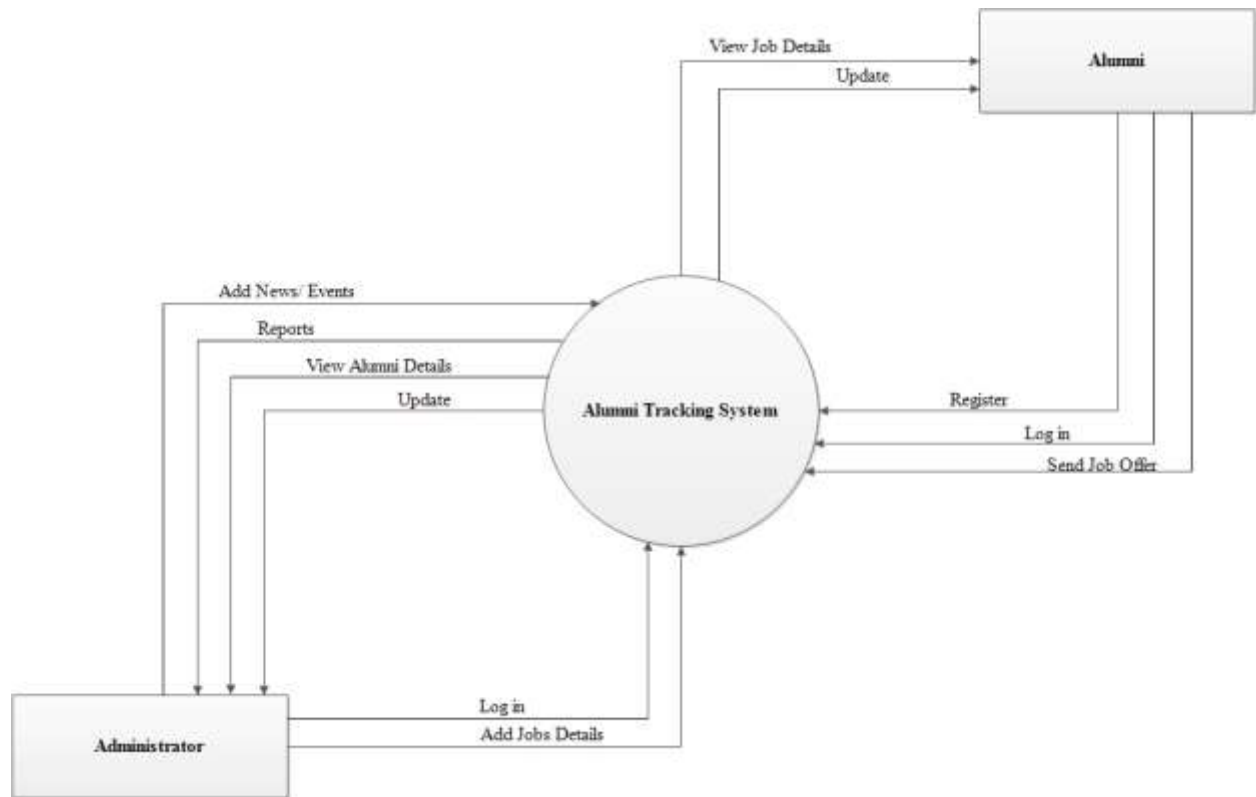 View Job Details
Alumni
Update
Add News/ Events
Reports
View Alumni Details
Update
Alumni Tracking System
Register
Log in
Send Job Offer
Log in
Add Jobs Details
Administrator